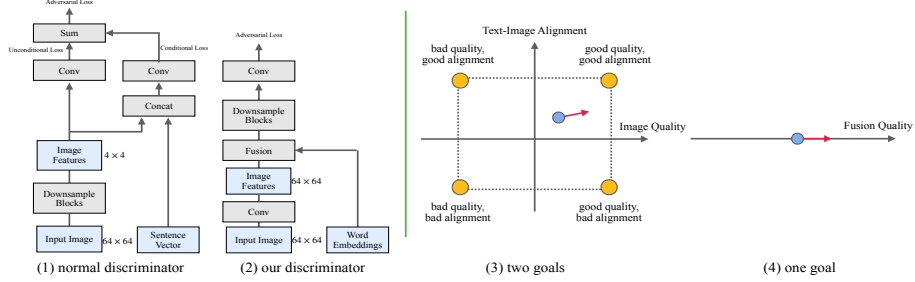 Adversarial Loss
Sum
Unconditional Loss
Conditional Loss
Conv
Conv
Concat
Image
Features
4 × 4
Downsample
Blocks
Input Image
64 × 64
Sentence
Vector
(1) normal discriminator
Adversarial Loss
Conv
Downsample
Blocks
Fusion
Image
Features
64 × 64
Conv
Input Image
64 × 64
Word
Embeddings
(2) our discriminator
Text-Image Alignment
bad quality,
good alignment
good quality,
good alignment
Image Quality
bad quality,
bad alignment
good quality,
bad alignment
(3) two goals
Fusion Quality
(4) one goal